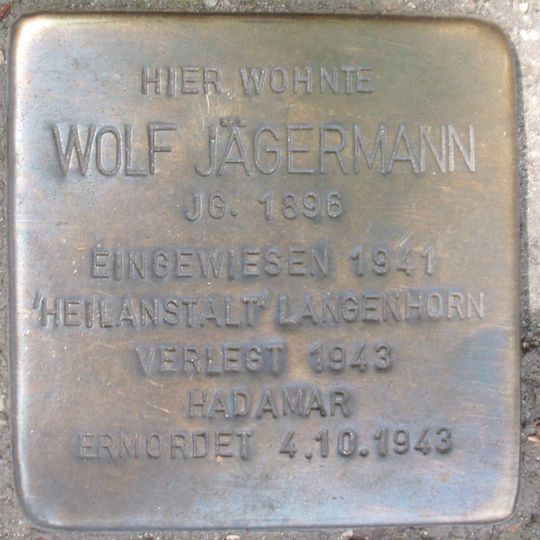 HIER WOHNTE
WOLF JÄGERMANN
JG. 1896
EINGEWIESEN 1941
'HEILANSTALT' LANGENHORN
VERLEGT 1943
HADAMAR
ERMORDET 4.10.1943